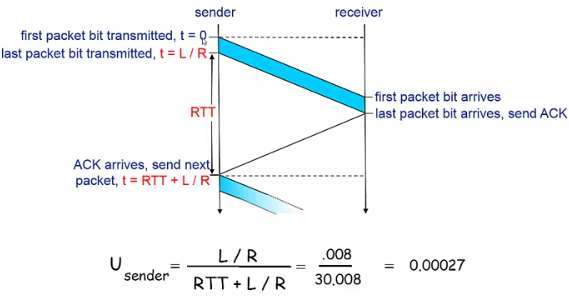 sender receiver
first packet bit transmitted, t = 0
last packet bit transmitted, t = L / R
first packet bit arrives
RTT
last packet bit arrives, send ACK
ACK arrives, send next
packet, t = RTT + L / R
U sender = L / R / RTT + L / R = .008 / 30.008 = 0.00027